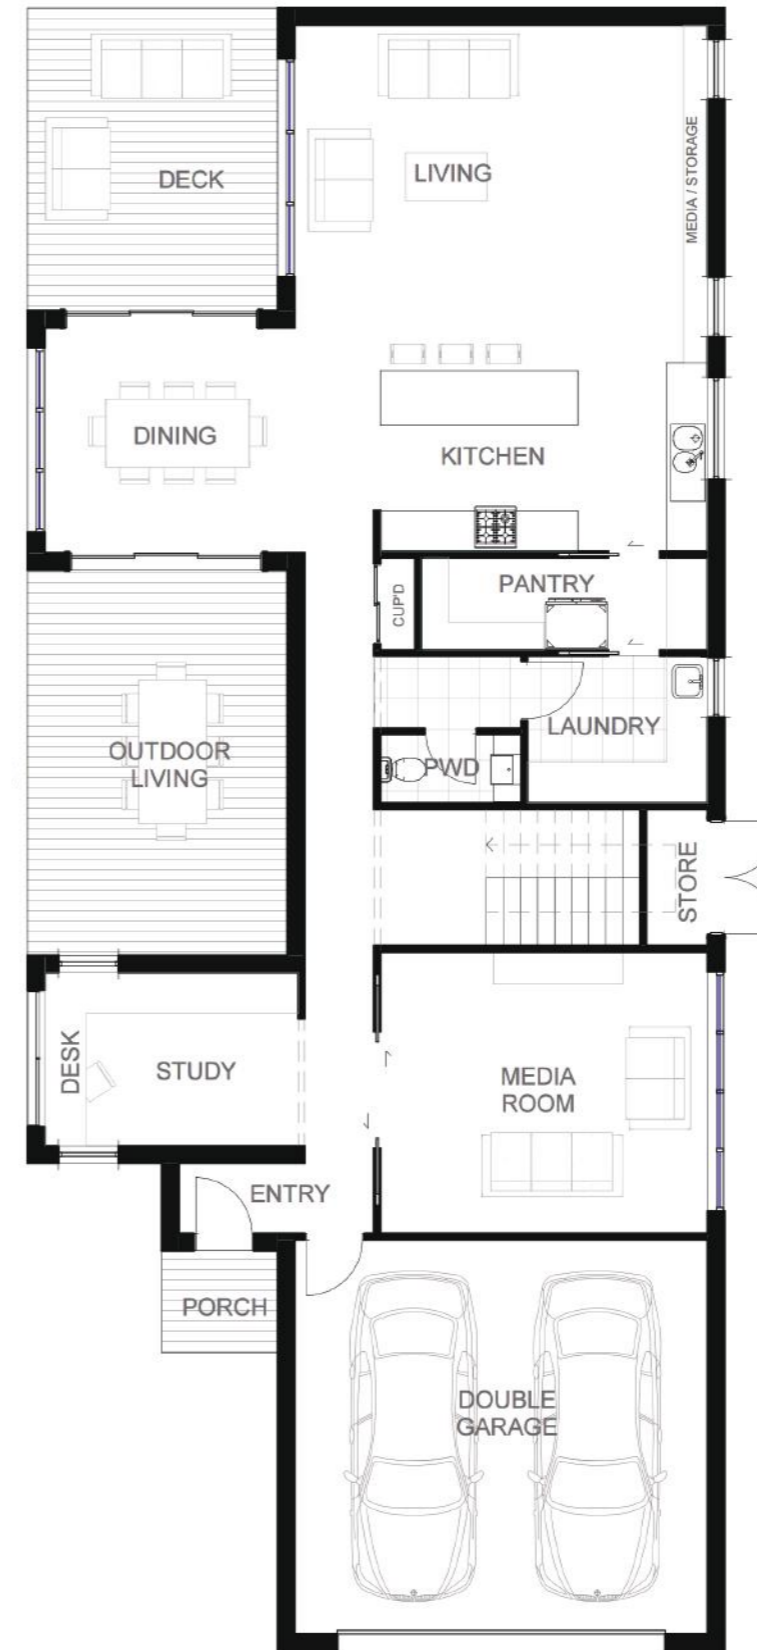 DECK
LIVING
MEDIA / STORAGE
DINING
KITCHEN
PANTRY
CUP'D
LAUNDRY
PWD
OUTDOOR
LIVING
STORE
DESK
STUDY
MEDIA
ROOM
ENTRY
PORCH
DOUBLE
GARAGE